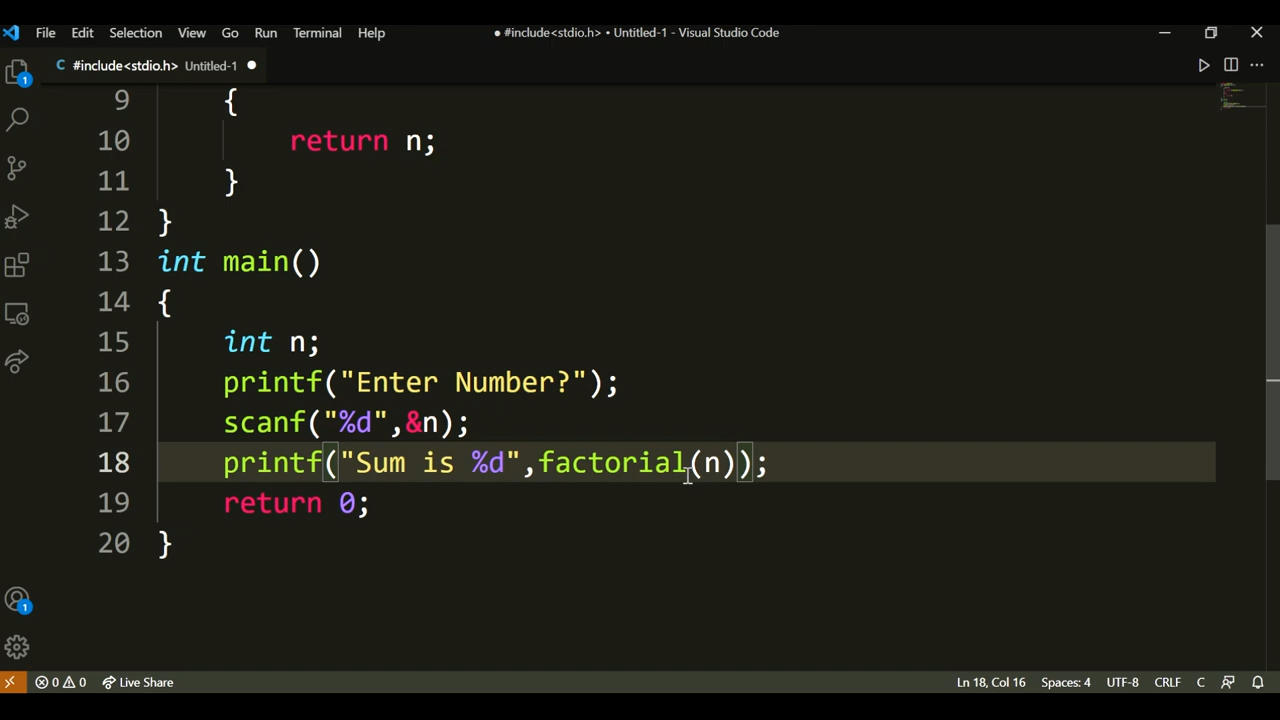 File Edit Selection View Go Run Terminal Help ● #include<stdio.h> • Untitled-1 - Visual Studio Code
1 C #include<stdio.h> Untitled-1
9 {
10 return n;
11 }
12 }
13 int main()
14 {
15 int n;
16 printf("Enter Number?");
17 scanf("%d",&n);
18 printf("Sum is %d",factorial(n));
19 return 0;
20 }
1
0 0 Live Share Ln 18, Col 16 Spaces: 4 UTF-8 CRLF C